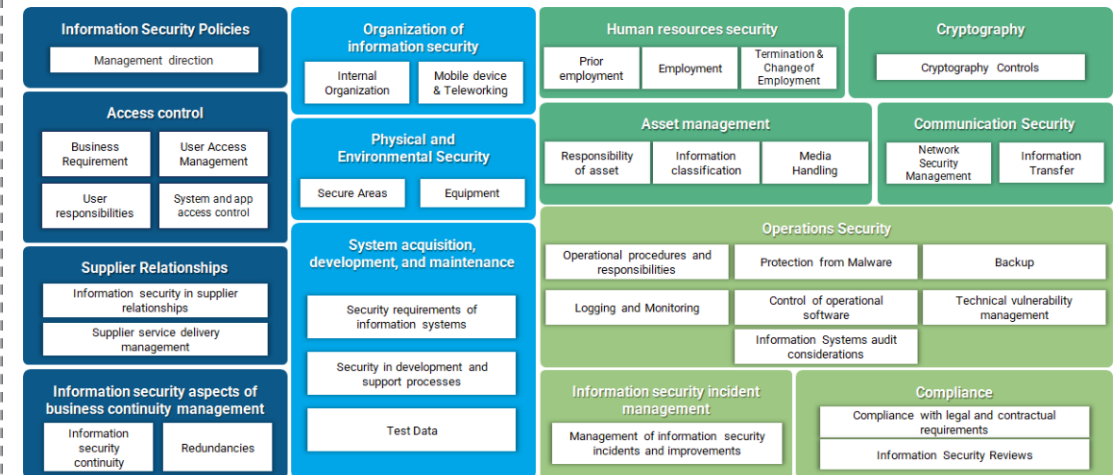 Information Security Policies
Management direction
Access control
Business
Requirement
User Access
Management
User
responsibilities
System and app
access control
Supplier Relationships
Information security in supplier
relationships
Supplier service delivery
management
Information security aspects of
business continuity management
Information
security
continuity
Redundancies
Organization of
information security
Internal
Organization
Mobile device
& Teleworking
Physical and
Environmental Security
Secure Areas
Equipment
System acquisition,
development, and maintenance
Security requirements of
information systems
Security in development and
support processes
Test Data
Human resources security
Prior
employment
Employment
Termination &
Change of
Employment
Cryptography
Cryptography Controls
Asset management
Responsibility
of asset
Information
classification
Media
Handling
Communication Security
Network
Security
Management
Information
Transfer
Operations Security
Operational procedures and
responsibilities
Protection from Malware
Backup
Logging and Monitoring
Control of operational
software
Technical vulnerability
management
Information Systems audit
considerations
Information security incident
management
Management of information security
incidents and improvements
Compliance
Compliance with legal and contractual
requirements
Information Security Reviews